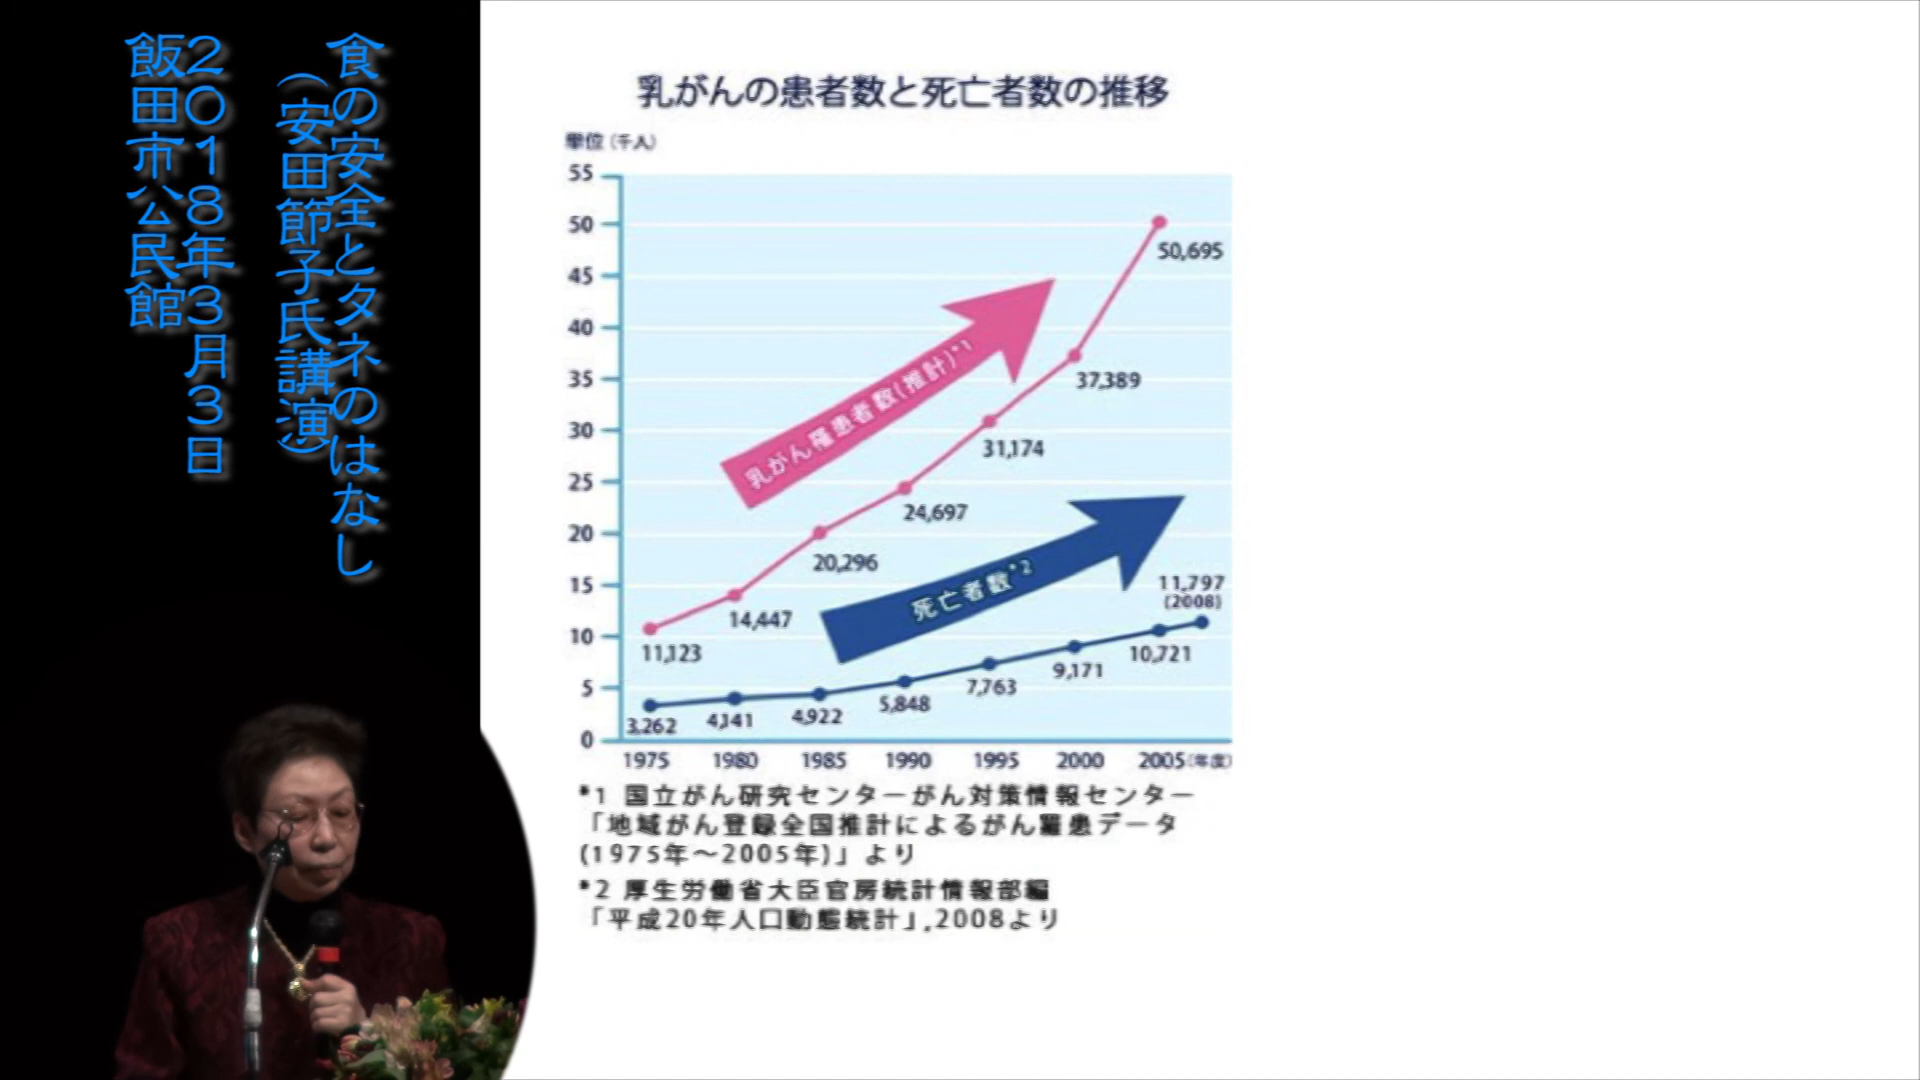 食の安全とタネのはなし
（安田節子氏講演）
２０１８年３月３日
飯田市公民館
乳がんの患者数と死亡者数の推移
単位(千人)
55
50
45
40
35
30
25
20
15
10
5
0
50,695
37,389
31,174
24,697
20,296
14,447
11,123
乳がん罹患者数(推計)*1
死亡者数*2
11,797
(2008)
10,721
9,171
7,763
5,848
4,922
4,141
3,262
1975 1980 1985 1990 1995 2000 2005(年度)
*1 国立がん研究センターがん対策情報センター
「地域がん登録全国推計によるがん罹患データ
(1975年～2005年)」より
*2 厚生労働省大臣官房統計情報部編
「平成20年人口動態統計」,2008より